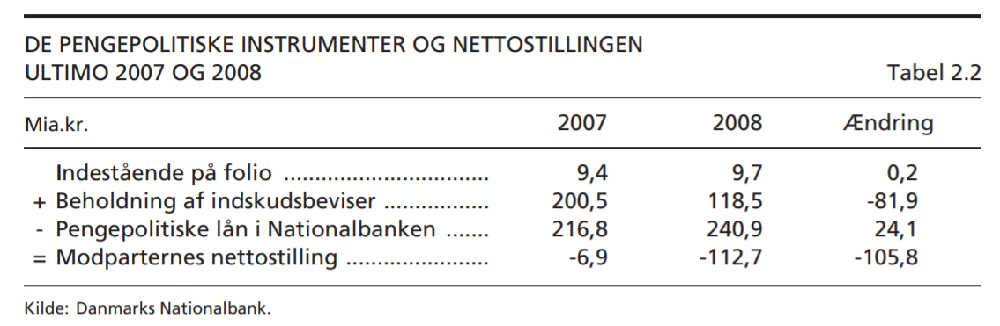 DE PENGEPOLITISKE INSTRUMENTER OG NETTOSTILLINGEN
ULTIMO 2007 OG 2008 Tabel 2.2
Mia.kr. 2007 2008 Ændring
Indestående på folio ................................ 9,4 9,7 0,2
+ Beholdning af indskudsbeviser ................. 200,5 118,5 -81,9
- Pengepolitiske lån i Nationalbanken ....... 216,8 240,9 24,1
= Modparternes nettostilling ....................... -6,9 -112,7 -105,8
Kilde: Danmarks Nationalbank.